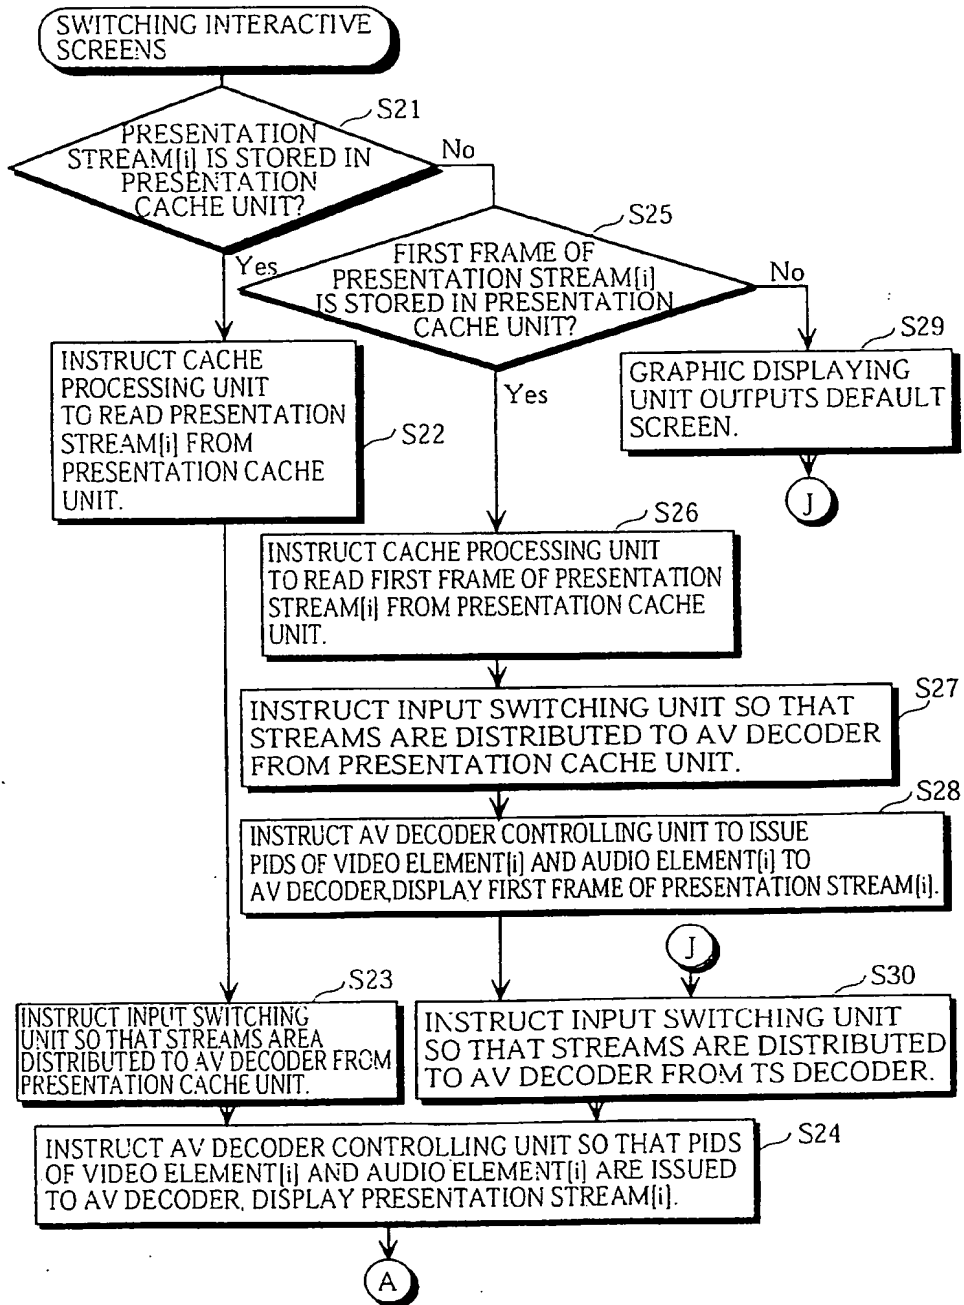 SWITCHING INTERACTIVE
SCREENS
S21
PRESENTATION
STREAM[i] IS STORED IN
PRESENTATION
CACHE UNIT?
No
Yes
S25
FIRST FRAME OF
PRESENTATION STREAM[i]
IS STORED IN PRESENTATION
CACHE UNIT?
No
Yes
S29
GRAPHIC DISPLAYING
UNIT OUTPUTS DEFAULT
SCREEN.
J
INSTRUCT CACHE
PROCESSING UNIT
TO READ PRESENTATION
STREAM[i] FROM
PRESENTATION CACHE
UNIT.
S22
S26
INSTRUCT CACHE PROCESSING UNIT
TO READ FIRST FRAME OF PRESENTATION
STREAM[i] FROM PRESENTATION CACHE
UNIT.
S27
INSTRUCT INPUT SWITCHING UNIT SO THAT
STREAMS ARE DISTRIBUTED TO AV DECODER
FROM PRESENTATION CACHE UNIT.
S28
INSTRUCT AV DECODER CONTROLLING UNIT TO ISSUE
PIDS OF VIDEO ELEMENT[i] AND AUDIO ELEMENT[i] TO
AV DECODER,DISPLAY FIRST FRAME OF PRESENTATION STREAM[i].
J
S23
INSTRUCT INPUT SWITCHING
UNIT SO THAT STREAMS AREA
DISTRIBUTED TO AV DECODER FROM
PRESENTATION CACHE UNIT.
S30
INSTRUCT INPUT SWITCHING UNIT
SO THAT STREAMS ARE DISTRIBUTED
TO AV DECODER FROM TS DECODER.
S24
INSTRUCT AV DECODER CONTROLLING UNIT SO THAT PIDS
OF VIDEO ELEMENT[i] AND AUDIO ELEMENT[i] ARE ISSUED
TO AV DECODER, DISPLAY PRESENTATION STREAM[i].
A